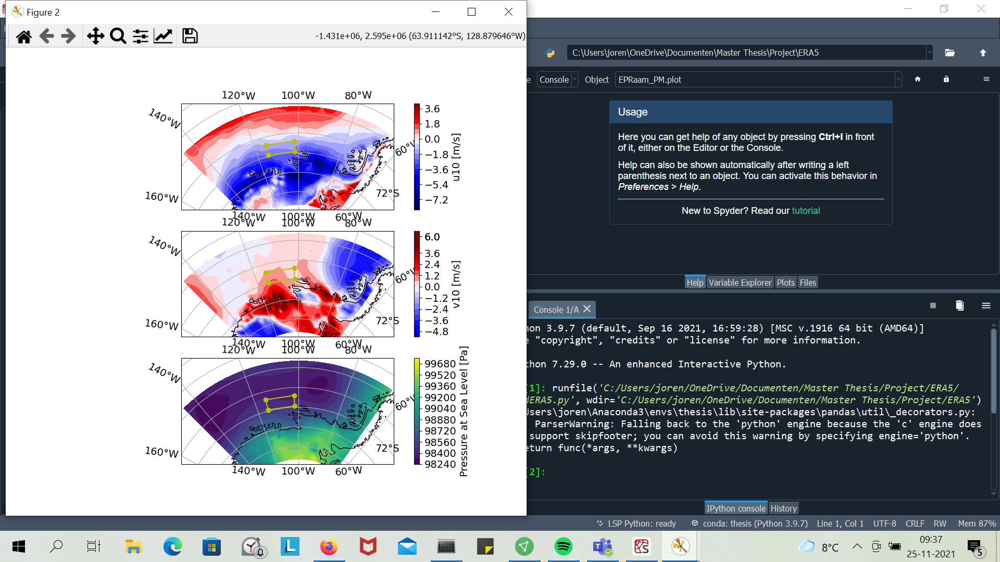 Figure 2
-1.431e+06, 2.595e+06 (63.911142°S, 128.879646°W)
120°W 100°W 80°W
140°W
160°W
60°W
72°S
140°W 100°W 60°W
3.6
1.8
0.0
−1.8
−3.6
−5.4
−7.2
u10 [m/s]
120°W 100°W 80°W
140°W
160°W
60°W
72°S
140°W 100°W 60°W
6.0
3.6
2.4
1.2
0.0
−1.2
−2.4
−3.6
−4.8
v10 [m/s]
120°W 100°W 80°W
140°W
160°W
60°W
72°S
140°W 100°W 60°W
99680
99520
99360
99200
99040
98880
98720
98560
98400
98240
Pressure at Sea Level [Pa]
C:\Users\joren\OneDrive\Documenten\Master Thesis\Project\ERA5
e Console Object EPRaam_PM.plot
Usage
Here you can get help of any object by pressing Ctrl+I in front
of it, either on the Editor or the Console.
Help can also be shown automatically after writing a left
parenthesis next to an object. You can activate this behavior in
Preferences > Help.
New to Spyder? Read our tutorial
Help Variable Explorer Plots Files
Console 1/A
hon 3.9.7 (default, Sep 16 2021, 16:59:28) [MSC v.1916 64 bit (AMD64)]
e "copyright", "credits" or "license" for more information.
thon 7.29.0 -- An enhanced Interactive Python.
[1]: runfile('C:/Users/joren/OneDrive/Documenten/Master Thesis/Project/ERA5/
dERA5.py', wdir='C:/Users/joren/OneDrive/Documenten/Master Thesis/Project/ERA5')
Users\joren\Anaconda3\envs\thesis\lib\site-packages\pandas\util\_decorators.py:
: ParserWarning: Falling back to the 'python' engine because the 'c' engine does
support skipfooter; you can avoid this warning by specifying engine='python'.
eturn func(*args, **kwargs)
[2]:
IPython console History
LSP Python: ready conda: thesis (Python 3.9.7) Line 1, Col 1 UTF-8 CRLF RW Mem 87%
L
8°C
09:37
25-11-2021
5